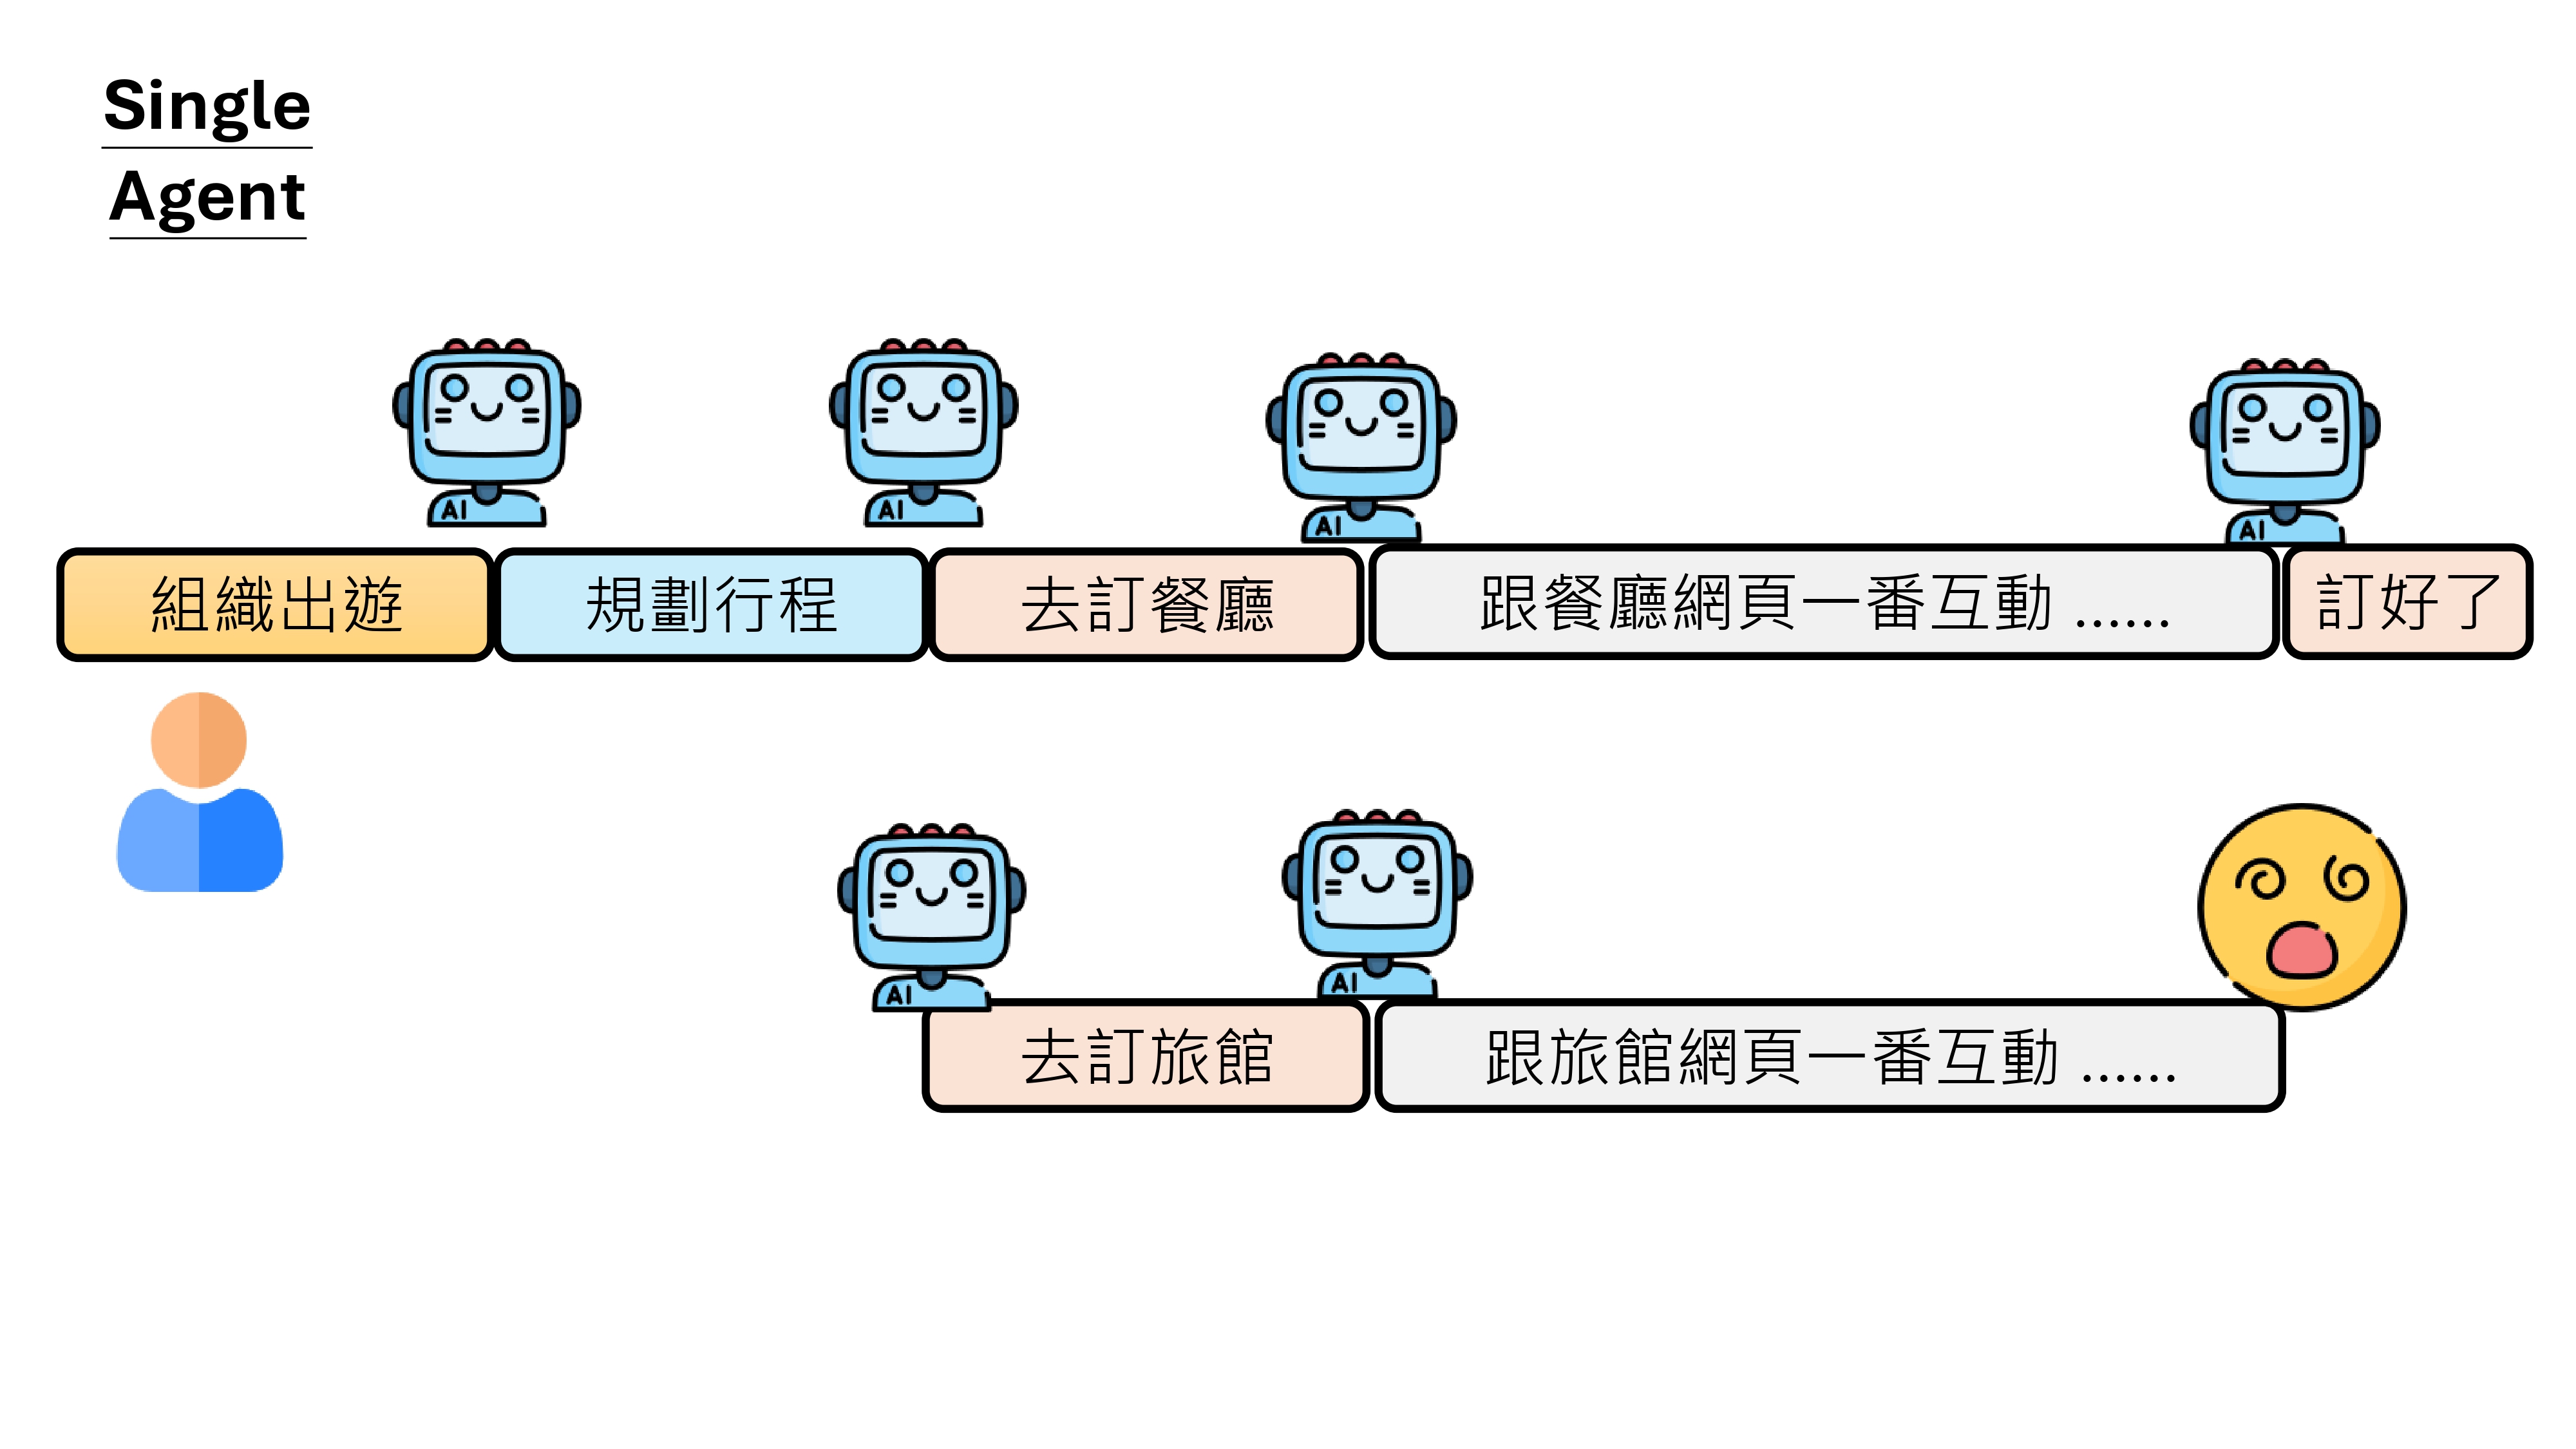 Single
Agent
AI
AI
AI
AI
組織出遊
規劃行程
去訂餐廳
跟餐廳網頁一番互動 ......
訂好了
AI
AI
去訂旅館
跟旅館網頁一番互動 ......